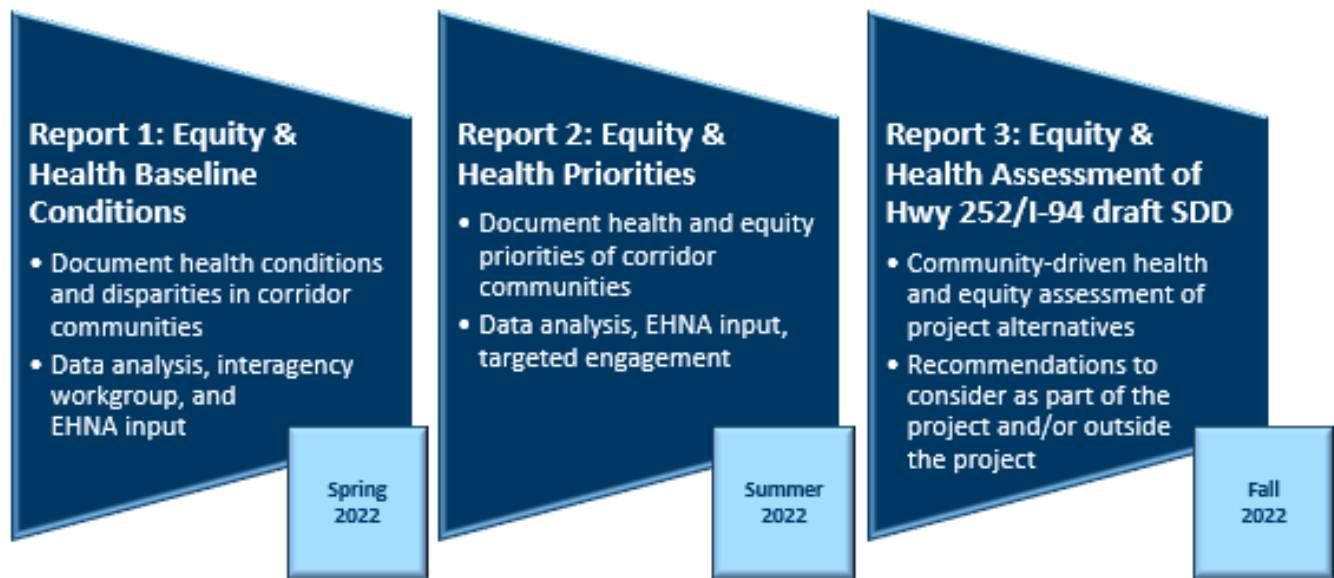 Report 1: Equity &
Health Baseline
Conditions
• Document health conditions
and disparities in corridor
communities
• Data analysis, interagency
workgroup, and
EHNA input
Spring
2022
Report 2: Equity &
Health Priorities
• Document health and equity
priorities of corridor
communities
• Data analysis, EHNA input,
targeted engagement
Summer
2022
Report 3: Equity &
Health Assessment of
Hwy 252/I-94 draft SDD
• Community-driven health
and equity assessment of
project alternatives
• Recommendations to
consider as part of the
project and/or outside
the project
Fall
2022